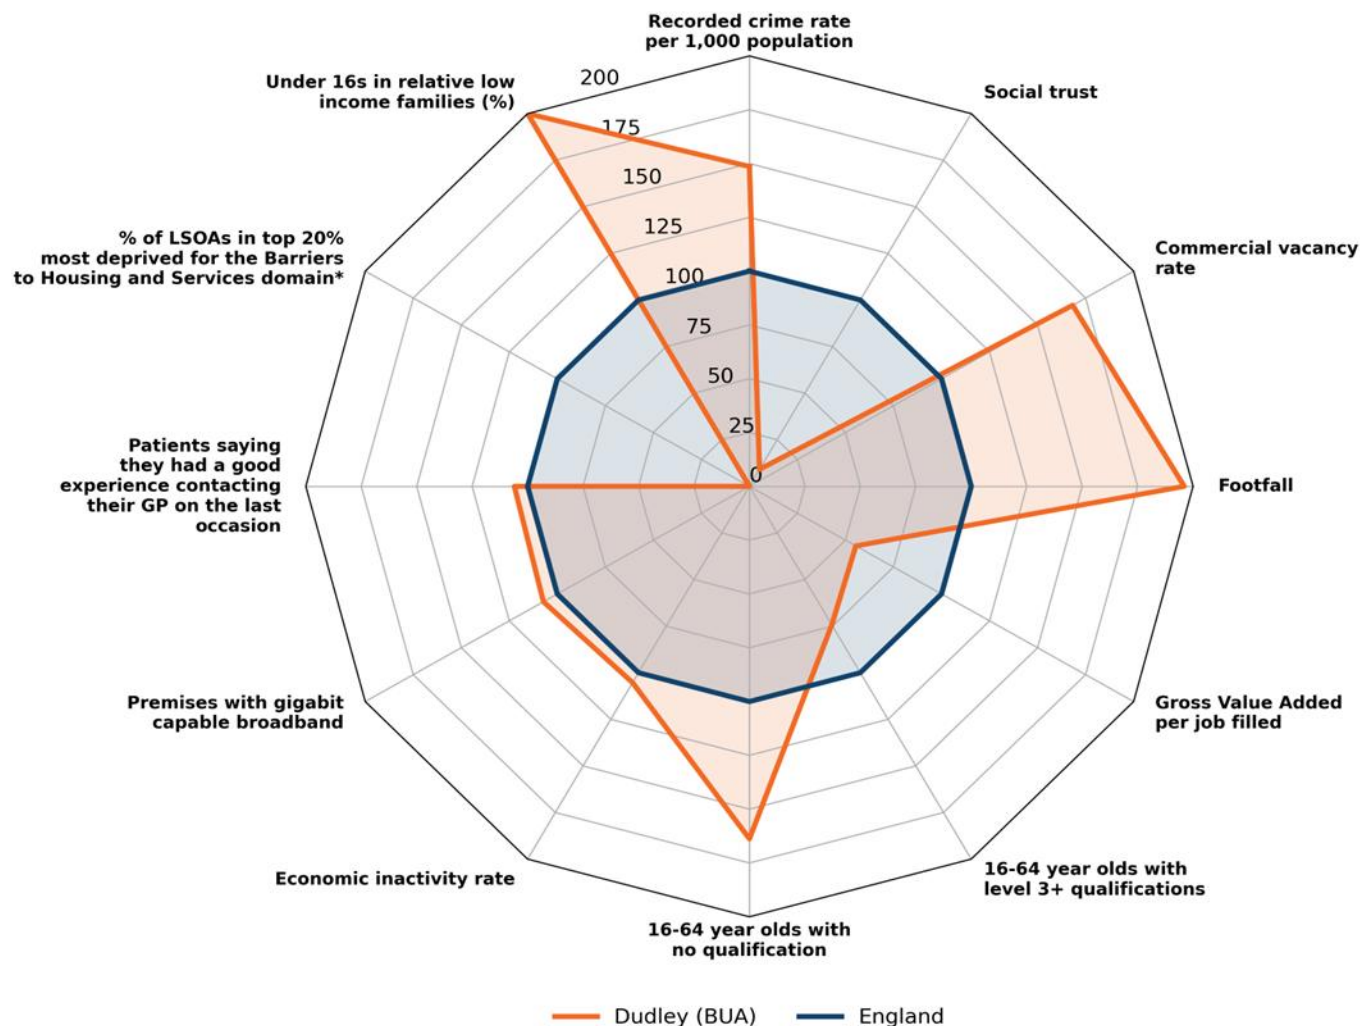 Recorded crime rate
per 1,000 population
Under 16s in relative low
income families (%)
Social trust
200
175
150
125
100
75
50
25
0
% of LSOAs in top 20%
most deprived for the Barriers
to Housing and Services domain*
Commercial vacancy
rate
Patients saying
they had a good
experience contacting
their GP on the last
occasion
Footfall
Premises with gigabit
capable broadband
Gross Value Added
per job filled
Economic inactivity rate
16-64 year olds with
level 3+ qualifications
16-64 year olds with
no qualification
Dudley (BUA)
England